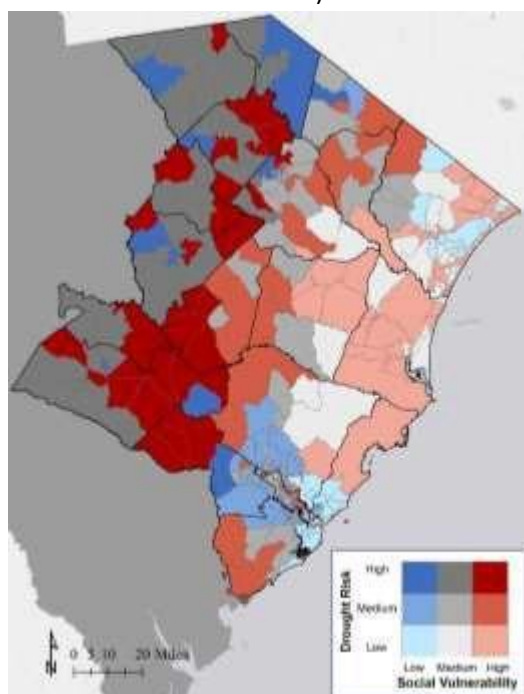 0 5 10 20 Miles
N
Drought Risk
High
Medium
Low
Low Medium High
Social Vulnerability